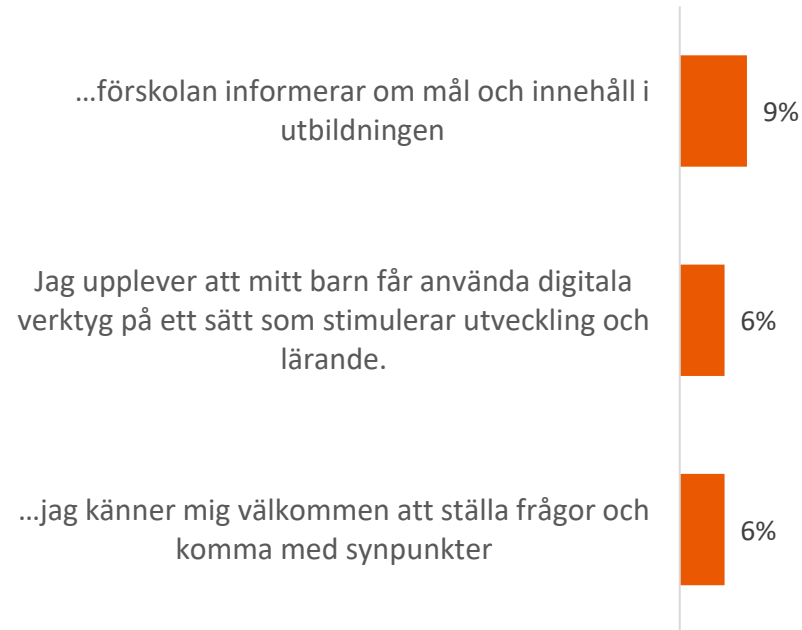 ...förskolan informerar om mål och innehåll i
utbildningen
9%
Jag upplever att mitt barn får använda digitala
verktyg på ett sätt som stimulerar utveckling och
lärande.
6%
...jag känner mig välkommen att ställa frågor och
komma med synpunkter
6%